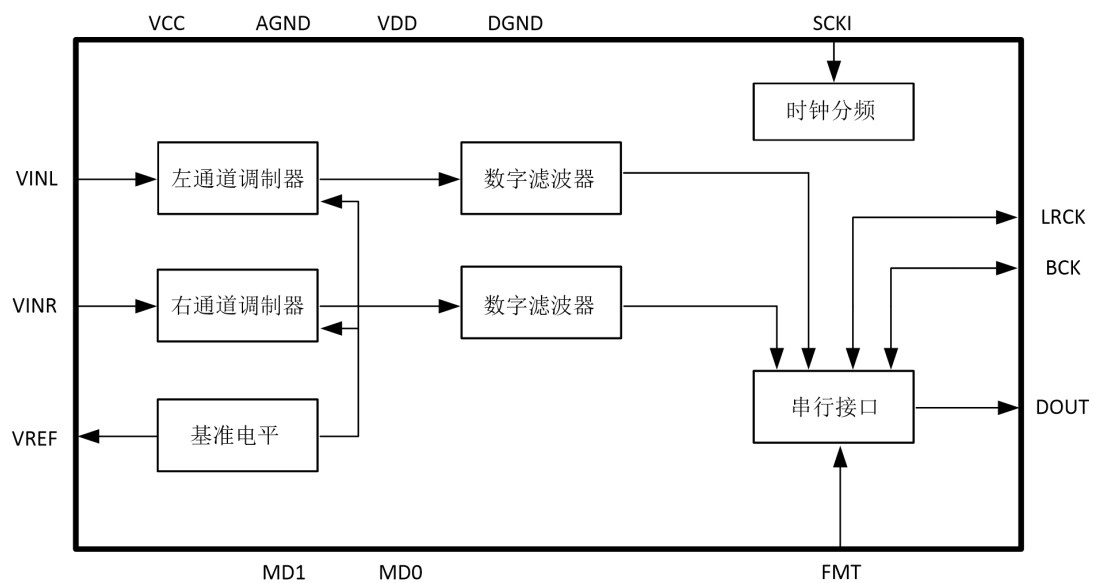 VCC AGND VDD DGND SCKI
时钟分频
VINL 左通道调制器 数字滤波器
LRCK
BCK
VINR 右通道调制器 数字滤波器
串行接口 DOUT
VREF 基准电平
MD1 MD0 FMT